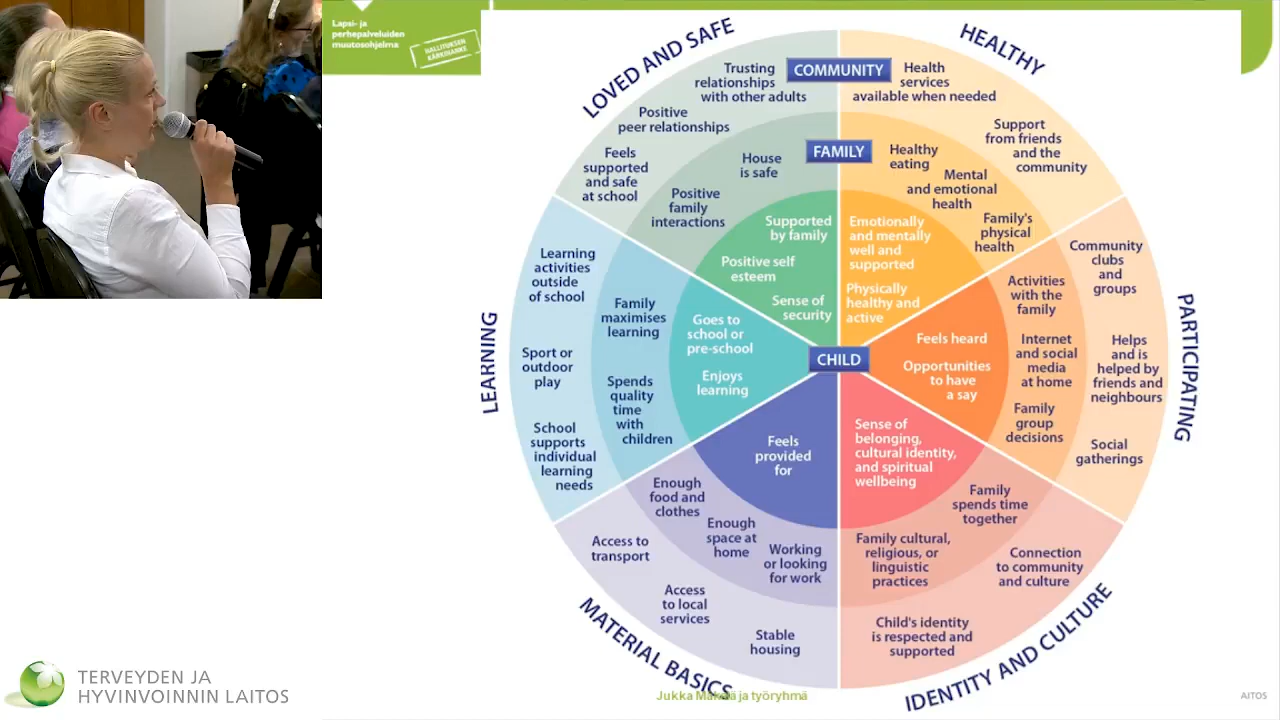 Lapsi- ja
perhepalveluiden
muutosohjelma
HALLITUKSEN
KÄRKIHANKE
LOVED AND SAFE
Trusting
relationships
with other adults
Positive
peer relationships
Feels
supported
and safe
at school
House
is safe
Positive
family
interactions
Supported
by family
Positive self
esteem
Sense of
security
COMMUNITY
FAMILY
CHILD
HEALTHY
Health
services
available when needed
Support
from friends
and the
community
Healthy
eating
Mental
and emotional
health
Family's
physical
health
Emotionally
and mentally
well and
supported
Physically
healthy and
active
PARTICIPATING
Community
clubs
and
groups
Helps
and is
helped by
friends and
neighbours
Social
gatherings
Activities
with the
family
Internet
and social
media
at home
Family
group
decisions
Feels heard
Opportunities
to have
a say
LEARNING
Learning
activities
outside
of school
Sport or
outdoor
play
School
supports
individual
learning
needs
Family
maximises
learning
Spends
quality
time
with
children
Goes to
school or
pre-school
Enjoys
learning
MATERIAL BASICS
Feels
provided
for
Enough
food and
clothes
Enough
space at
home
Working
or looking
for work
Access to
transport
Access
to local
services
Stable
housing
IDENTITY AND CULTURE
Sense of
belonging,
cultural identity,
and spiritual
wellbeing
Family
spends time
together
Family cultural,
religious, or
linguistic
practices
Connection
to community
and culture
Child's identity
is respected and
supported
TERVEYDEN JA
HYVINVOINNIN LAITOS
Jukka Mäkelä ja työryhmä
AITOS